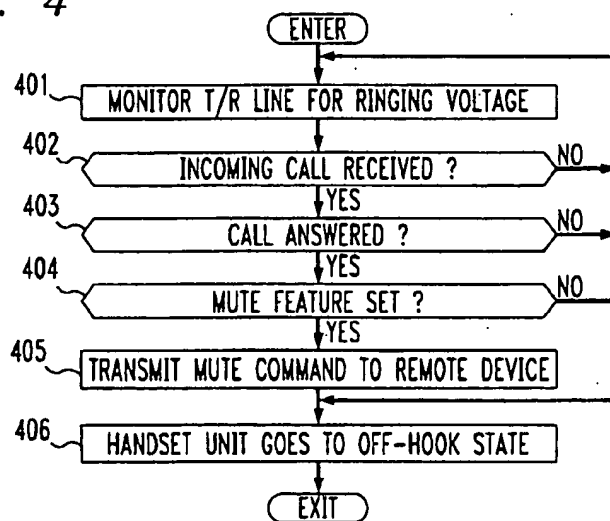 . 4
ENTER
401
MONITOR T/R LINE FOR RINGING VOLTAGE
402
INCOMING CALL RECEIVED ?
NO
YES
403
CALL ANSWERED ?
NO
YES
404
MUTE FEATURE SET ?
NO
YES
405
TRANSMIT MUTE COMMAND TO REMOTE DEVICE
406
HANDSET UNIT GOES TO OFF-HOOK STATE
EXIT